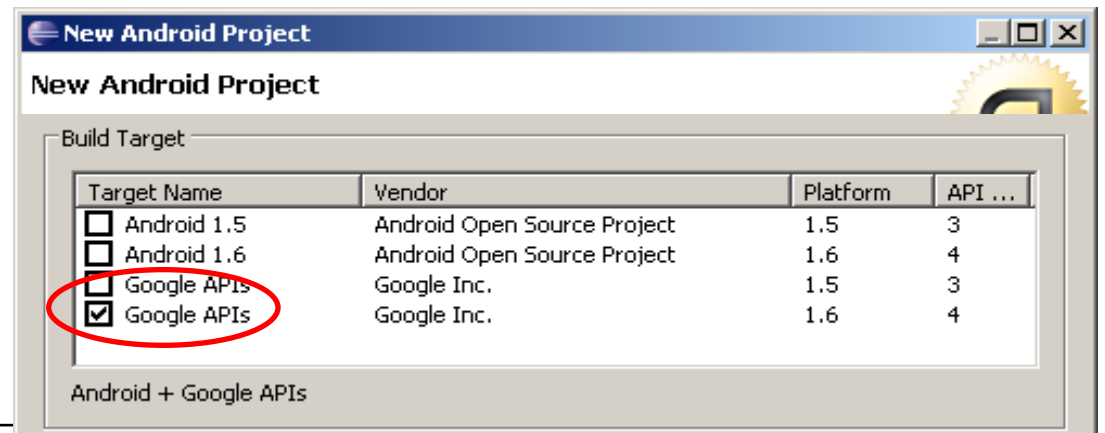 New Android Project
New Android Project
Build Target
Target Name Vendor Platform API ...
Android 1.5 Android Open Source Project 1.5 3
Android 1.6 Android Open Source Project 1.6 4
Google APIs Google Inc. 1.5 3
Google APIs Google Inc. 1.6 4
Android + Google APIs